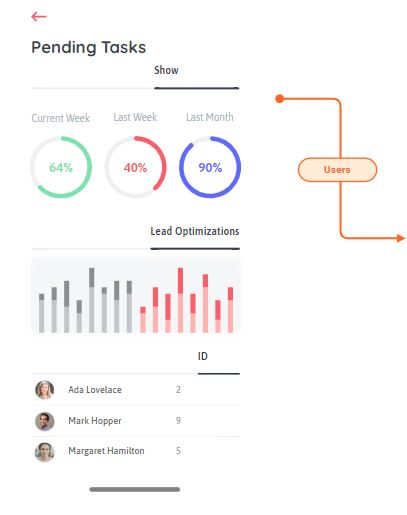 Pending Tasks
Show
Current Week
Last Week
Last Month
64%
40%
90%
Users
Lead Optimizations
ID
Ada Lovelace 2
Mark Hopper 9
Margaret Hamilton 5